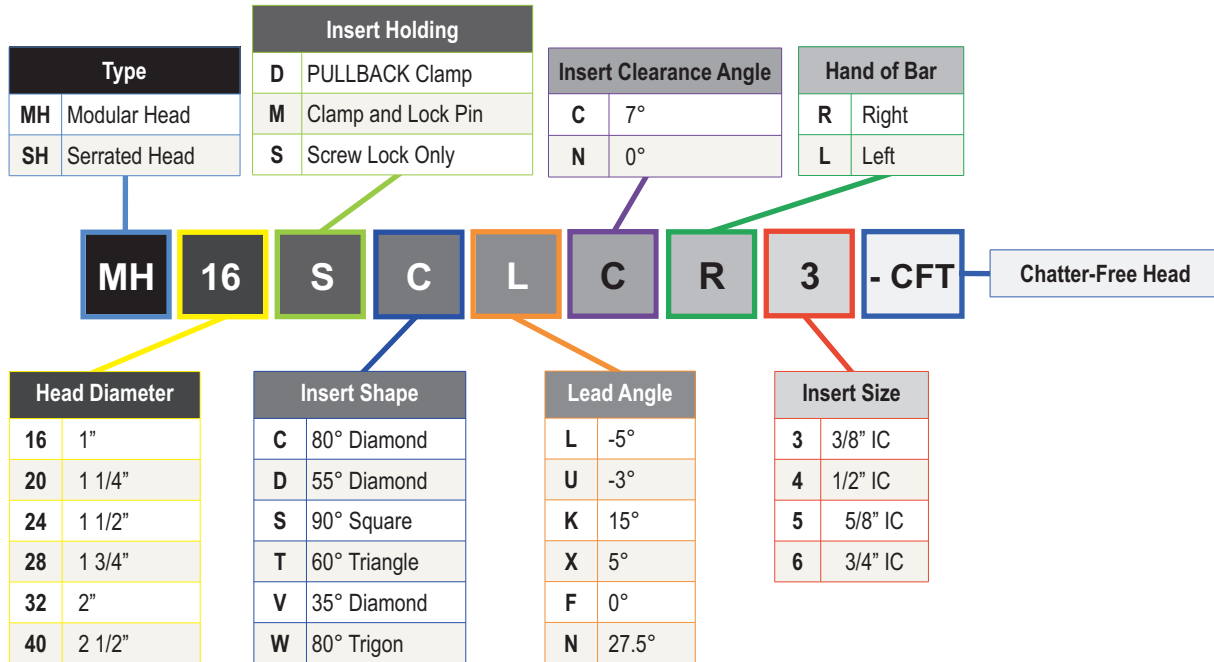 Insert Holding
D PULLBACK Clamp
M Clamp and Lock Pin
S Screw Lock Only
Type
MH Modular Head
SH Serrated Head
Insert Clearance Angle
C 7°
N 0°
Hand of Bar
R Right
L Left
MH 16 S C L C R 3 - CFT
Chatter-Free Head
Head Diameter
16 1”
20 1 1/4”
24 1 1/2”
28 1 3/4”
32 2”
40 2 1/2”
Insert Shape
C 80° Diamond
D 55° Diamond
S 90° Square
T 60° Triangle
V 35° Diamond
W 80° Trigon
Lead Angle
L -5°
U -3°
K 15°
X 5°
F 0°
N 27.5°
Insert Size
3 3/8” IC
4 1/2” IC
5 5/8” IC
6 3/4” IC